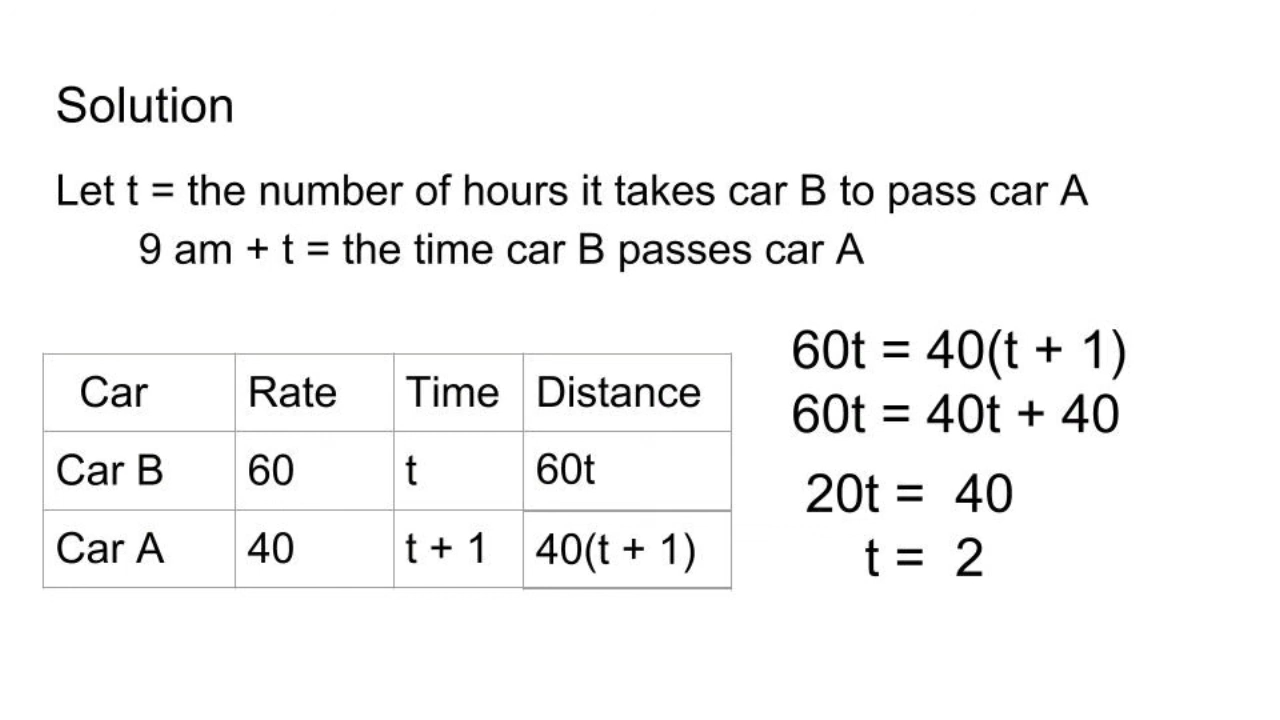 Solution
Let t = the number of hours it takes car B to pass car A
9 am + t = the time car B passes car A
Car Rate Time Distance
Car B 60 t 60t
Car A 40 t + 1 40(t + 1)
60t = 40(t + 1)
60t = 40t + 40
20t = 40
t = 2